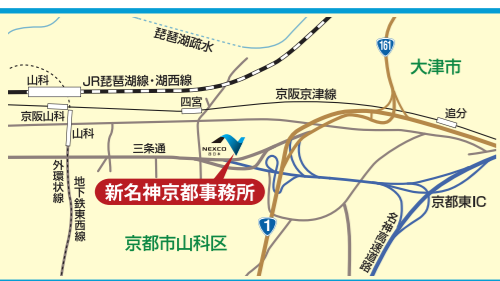 琵琶湖疏水
161
大津市
山科
JR琵琶湖線・湖西線
四宮
京阪京津線
京阪山科
追分
山科
三条通
NEXCO
西日本
外環状線
地下鉄東西線
新名神京都事務所
1
京都東IC
名神高速道路
京都市山科区